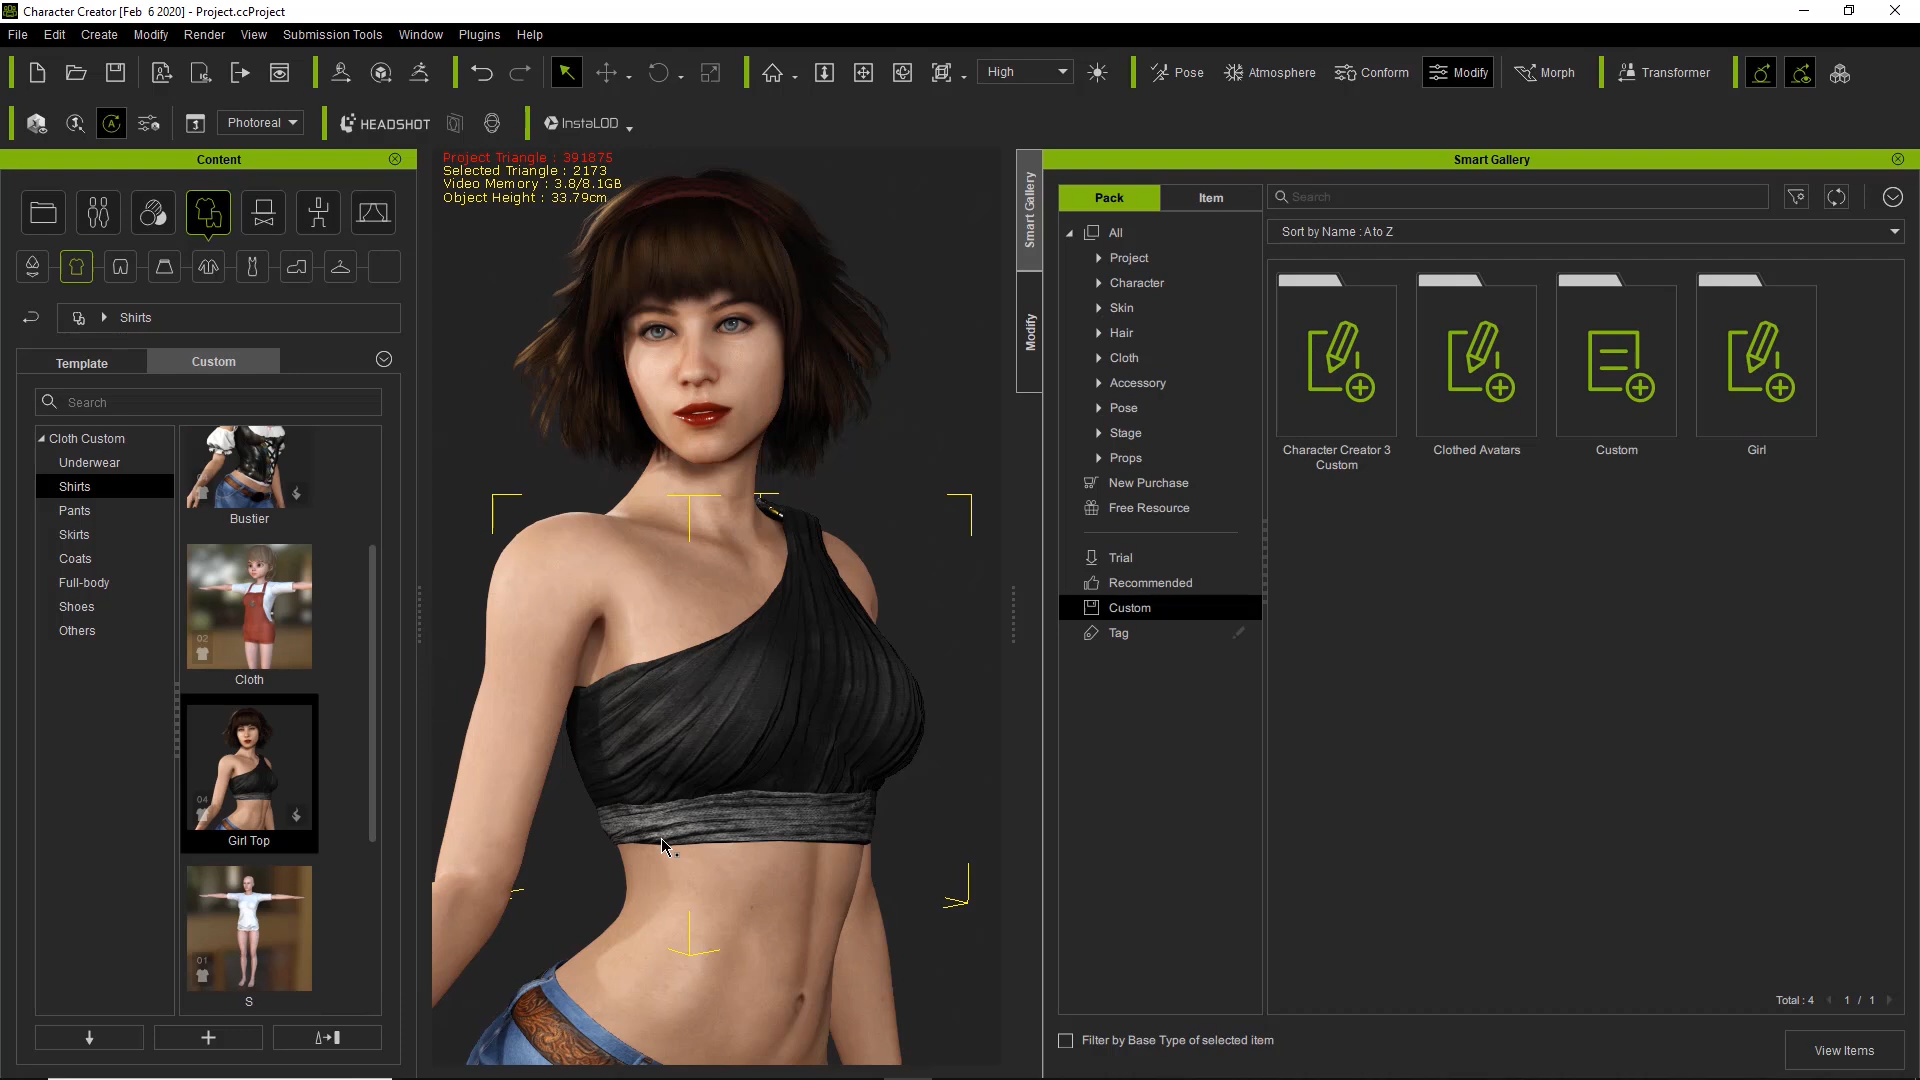 Character Creator [Feb  6 2020] - Project.ccProject
File Edit Create Modify Render View Submission Tools Window Plugins Help
High Pose Atmosphere Conform Modify Morph Transformer
Photoreal HEADSHOT InstaLOD
Content
Shirts
Template Custom
Search
Cloth Custom
Underwear
Shirts
Pants
Skirts
Coats
Full-body
Shoes
Others
Bustier
02
Cloth
04
Girl Top
01
S
Project Triangle : 391875
Selected Triangle : 2173
Video Memory : 3.8/8.1GB
Object Height : 33.79cm
Smart Gallery
Modify
Smart Gallery
Pack Item
Search
Sort by Name : A to Z
All
Project
Character
Skin
Hair
Cloth
Accessory
Pose
Stage
Props
New Purchase
Free Resource
Trial
Recommended
Custom
Tag
Character Creator 3
Custom
Clothed Avatars
Custom
Girl
Total : 4 1 / 1
Filter by Base Type of selected item
View Items